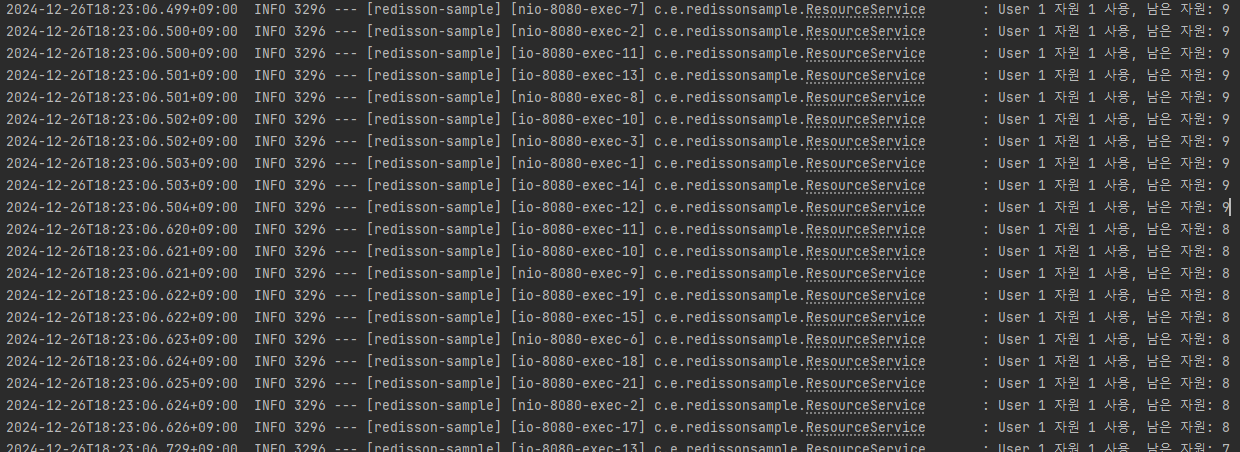 2024-12-26T18:23:06.499+09:00  INFO 3296 --- [redisson-sample] [nio-8080-exec-7] c.e.redissonsample.ResourceService       : User 1 자원 1 사용, 남은 자원: 9
2024-12-26T18:23:06.500+09:00  INFO 3296 --- [redisson-sample] [nio-8080-exec-2] c.e.redissonsample.ResourceService       : User 1 자원 1 사용, 남은 자원: 9
2024-12-26T18:23:06.500+09:00  INFO 3296 --- [redisson-sample] [io-8080-exec-11] c.e.redissonsample.ResourceService       : User 1 자원 1 사용, 남은 자원: 9
2024-12-26T18:23:06.501+09:00  INFO 3296 --- [redisson-sample] [io-8080-exec-13] c.e.redissonsample.ResourceService       : User 1 자원 1 사용, 남은 자원: 9
2024-12-26T18:23:06.501+09:00  INFO 3296 --- [redisson-sample] [nio-8080-exec-8] c.e.redissonsample.ResourceService       : User 1 자원 1 사용, 남은 자원: 9
2024-12-26T18:23:06.502+09:00  INFO 3296 --- [redisson-sample] [io-8080-exec-10] c.e.redissonsample.ResourceService       : User 1 자원 1 사용, 남은 자원: 9
2024-12-26T18:23:06.502+09:00  INFO 3296 --- [redisson-sample] [nio-8080-exec-3] c.e.redissonsample.ResourceService       : User 1 자원 1 사용, 남은 자원: 9
2024-12-26T18:23:06.503+09:00  INFO 3296 --- [redisson-sample] [nio-8080-exec-1] c.e.redissonsample.ResourceService       : User 1 자원 1 사용, 남은 자원: 9
2024-12-26T18:23:06.503+09:00  INFO 3296 --- [redisson-sample] [io-8080-exec-14] c.e.redissonsample.ResourceService       : User 1 자원 1 사용, 남은 자원: 9
2024-12-26T18:23:06.504+09:00  INFO 3296 --- [redisson-sample] [io-8080-exec-12] c.e.redissonsample.ResourceService       : User 1 자원 1 사용, 남은 자원: 9
2024-12-26T18:23:06.620+09:00  INFO 3296 --- [redisson-sample] [io-8080-exec-11] c.e.redissonsample.ResourceService       : User 1 자원 1 사용, 남은 자원: 8
2024-12-26T18:23:06.621+09:00  INFO 3296 --- [redisson-sample] [io-8080-exec-10] c.e.redissonsample.ResourceService       : User 1 자원 1 사용, 남은 자원: 8
2024-12-26T18:23:06.621+09:00  INFO 3296 --- [redisson-sample] [nio-8080-exec-9] c.e.redissonsample.ResourceService       : User 1 자원 1 사용, 남은 자원: 8
2024-12-26T18:23:06.622+09:00  INFO 3296 --- [redisson-sample] [io-8080-exec-19] c.e.redissonsample.ResourceService       : User 1 자원 1 사용, 남은 자원: 8
2024-12-26T18:23:06.622+09:00  INFO 3296 --- [redisson-sample] [io-8080-exec-15] c.e.redissonsample.ResourceService       : User 1 자원 1 사용, 남은 자원: 8
2024-12-26T18:23:06.623+09:00  INFO 3296 --- [redisson-sample] [nio-8080-exec-6] c.e.redissonsample.ResourceService       : User 1 자원 1 사용, 남은 자원: 8
2024-12-26T18:23:06.624+09:00  INFO 3296 --- [redisson-sample] [io-8080-exec-18] c.e.redissonsample.ResourceService       : User 1 자원 1 사용, 남은 자원: 8
2024-12-26T18:23:06.625+09:00  INFO 3296 --- [redisson-sample] [io-8080-exec-21] c.e.redissonsample.ResourceService       : User 1 자원 1 사용, 남은 자원: 8
2024-12-26T18:23:06.624+09:00  INFO 3296 --- [redisson-sample] [nio-8080-exec-2] c.e.redissonsample.ResourceService       : User 1 자원 1 사용, 남은 자원: 8
2024-12-26T18:23:06.626+09:00  INFO 3296 --- [redisson-sample] [io-8080-exec-17] c.e.redissonsample.ResourceService       : User 1 자원 1 사용, 남은 자원: 8
2024-12-26T18:23:06.729+09:00  INFO 3296 --- [redisson-sample] [io-8080-exec-13] c.e.redissonsample.ResourceService       : User 1 자원 1 사용, 남은 자원: 7